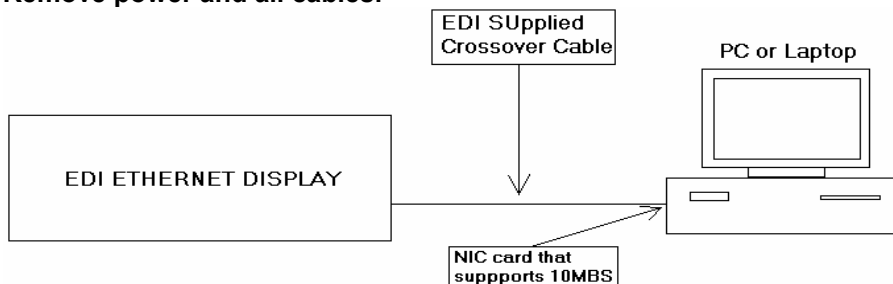 Remove power and all cables.
EDI SUpplied
Crossover Cable
PC or Laptop
EDI ETHERNET DISPLAY
NIC card that
suppports 10MBS